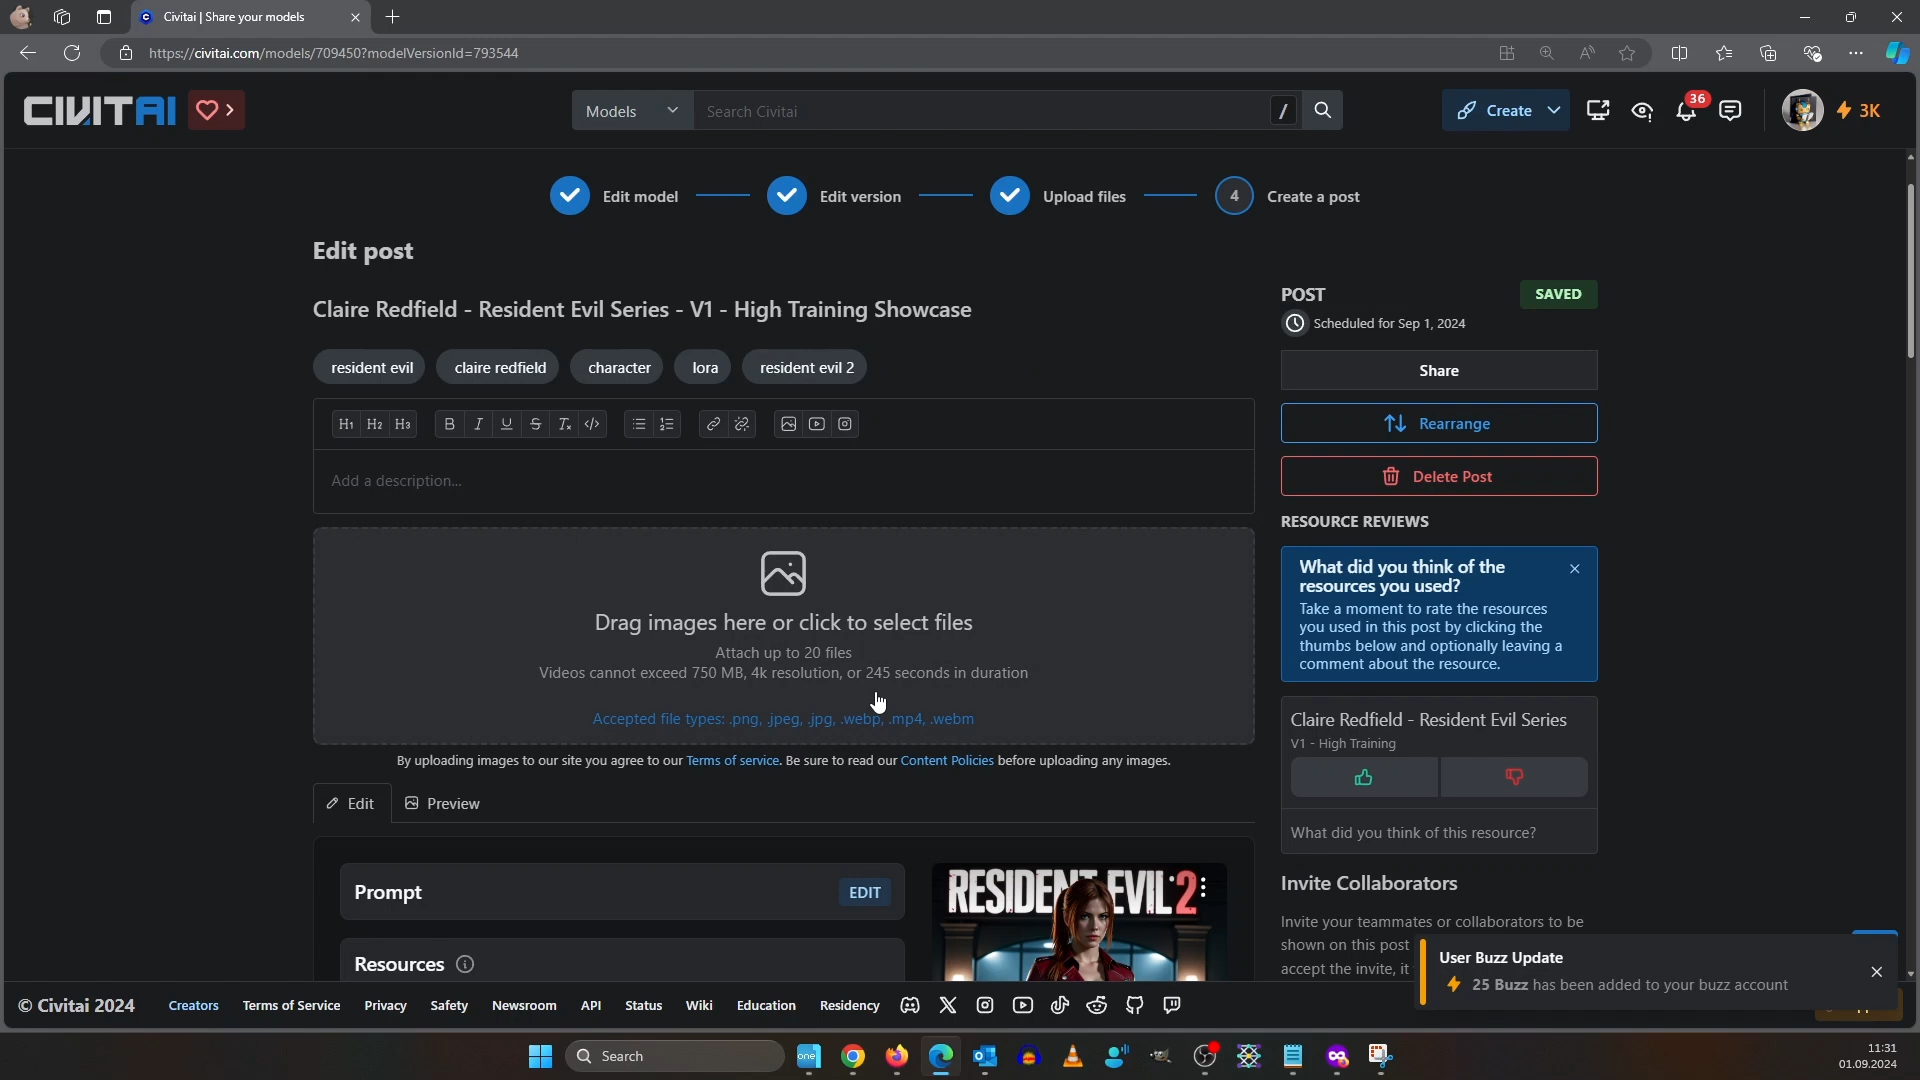 Civitai | Share your models
https://civitai.com/models/709450?modelVersionId=793544
CIVITAI
Models
Search Civitai
/
Create
36
3K
Edit model
Edit version
Upload files
4
Create a post
Edit post
Claire Redfield - Resident Evil Series - V1 - High Training Showcase
resident evil
claire redfield
character
lora
resident evil 2
H1 H2 H3 B I U S Tx </>
Add a description...
Drag images here or click to select files
Attach up to 20 files
Videos cannot exceed 750 MB, 4k resolution, or 245 seconds in duration
Accepted file types: .png, .jpeg, .jpg, .webp, .mp4, .webm
By uploading images to our site you agree to our Terms of service. Be sure to read our Content Policies before uploading any images.
Edit
Preview
Prompt
EDIT
Resources
RESIDENT EVIL 2
POST
SAVED
Scheduled for Sep 1, 2024
Share
Rearrange
Delete Post
RESOURCE REVIEWS
What did you think of the
resources you used?
Take a moment to rate the resources
you used in this post by clicking the
thumbs below and optionally leaving a
comment about the resource.
Claire Redfield - Resident Evil Series
V1 - High Training
What did you think of this resource?
Invite Collaborators
Invite your teammates or collaborators to be
shown on this post
accept the invite, it
User Buzz Update
25 Buzz has been added to your buzz account
© Civitai 2024
Creators
Terms of Service
Privacy
Safety
Newsroom
API
Status
Wiki
Education
Residency
Search
one
11:31
01.09.2024